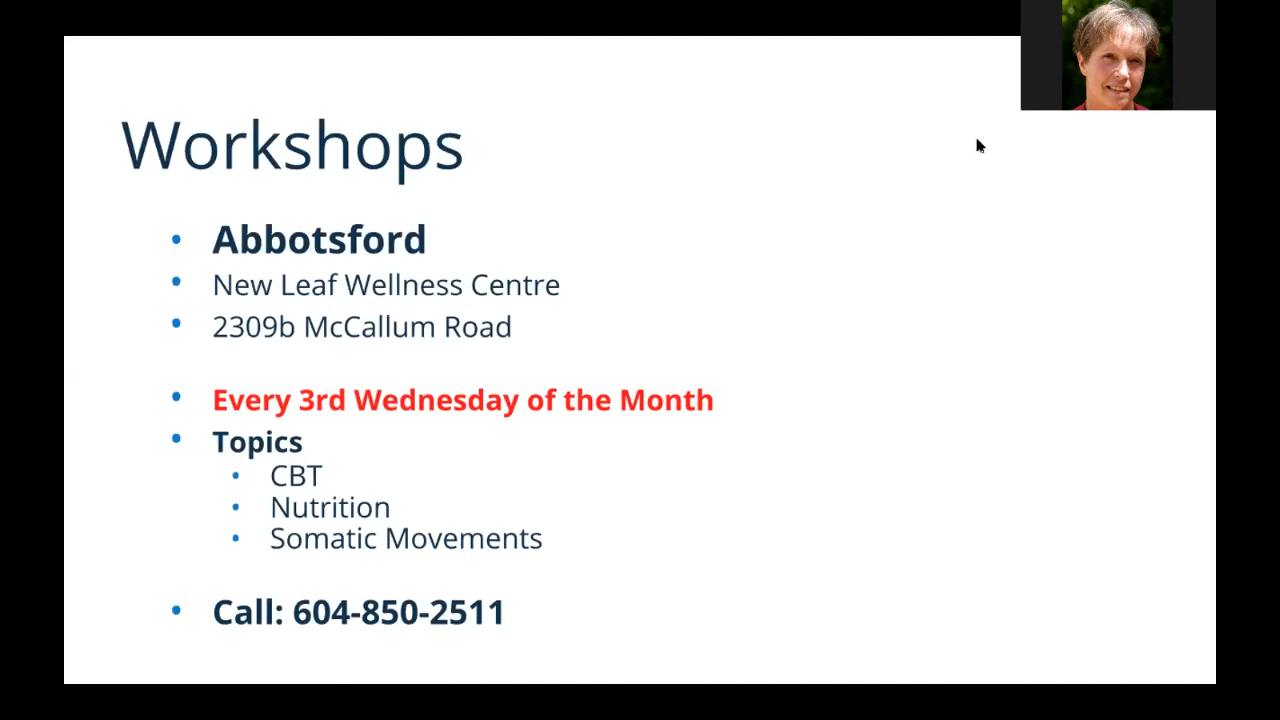 Workshops
Abbotsford
New Leaf Wellness Centre
2309b McCallum Road
Every 3rd Wednesday of the Month
Topics
CBT
Nutrition
Somatic Movements
Call: 604-850-2511